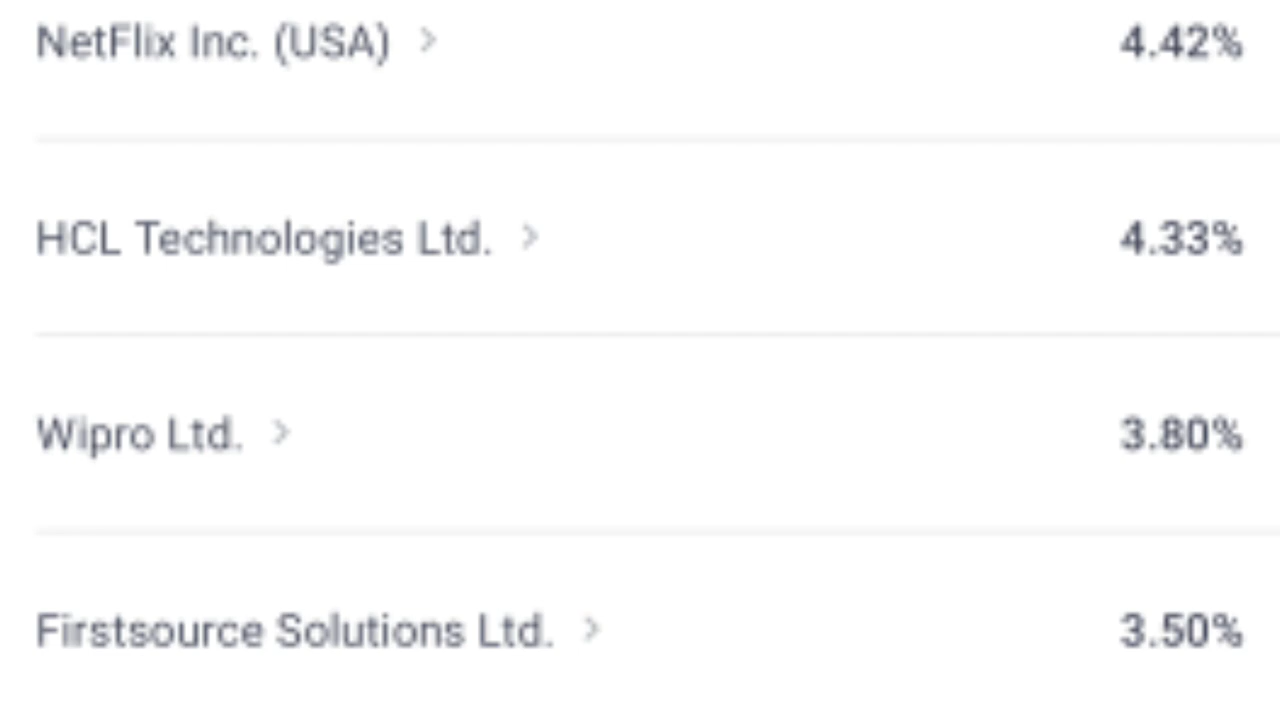 NetFlix Inc. (USA) > 4.42%
HCL Technologies Ltd. > 4.33%
Wipro Ltd. > 3.80%
Firstsource Solutions Ltd. > 3.50%